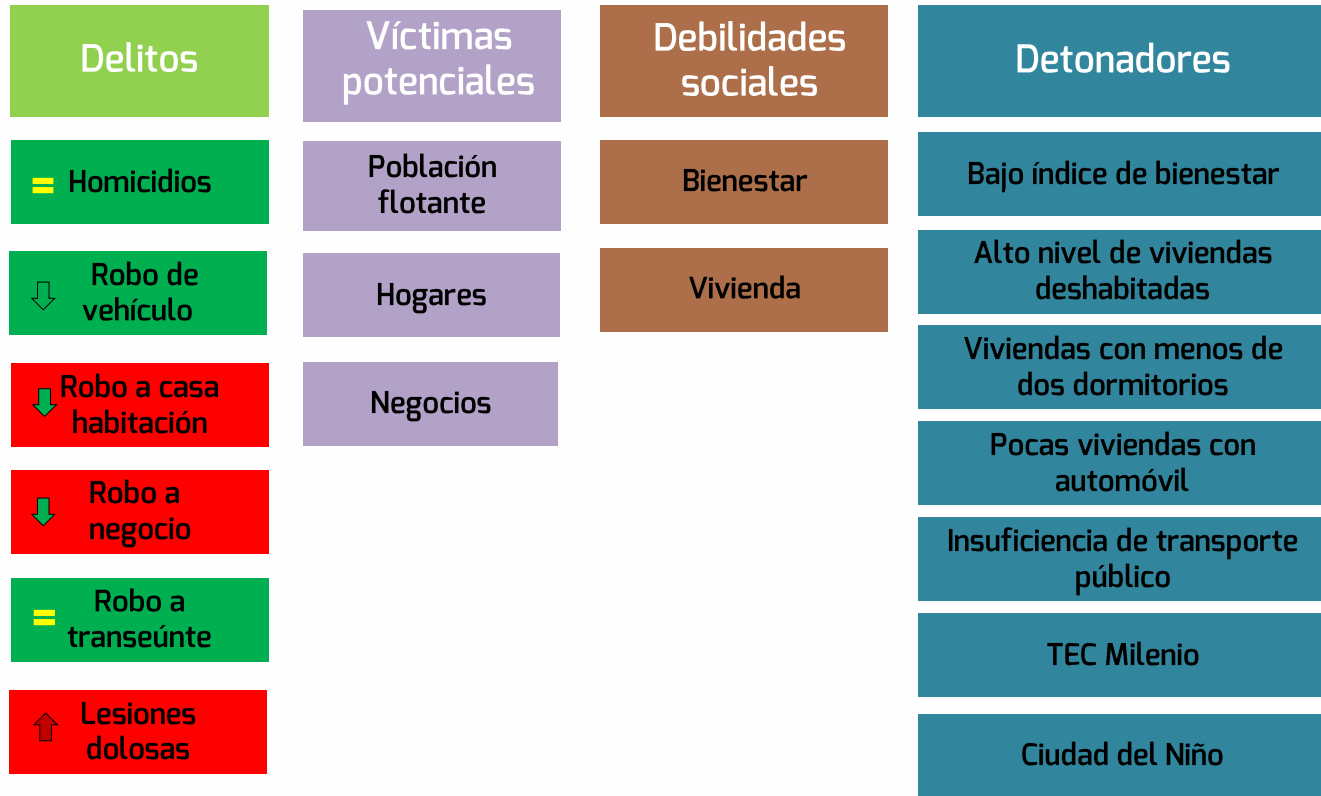 Delitos
= Homicidios
Robo de
vehículo
Robo a casa
habitación
Robo a
negocio
= Robo a
transeúnte
Lesiones
dolosas
Víctimas
potenciales
Población
flotante
Hogares
Negocios
Debilidades
sociales
Bienestar
Vivienda
Detonadores
Bajo índice de bienestar
Alto nivel de viviendas
deshabitadas
Viviendas con menos de
dos dormitorios
Pocas viviendas con
automóvil
Insuficiencia de transporte
público
TEC Milenio
Ciudad del Niño